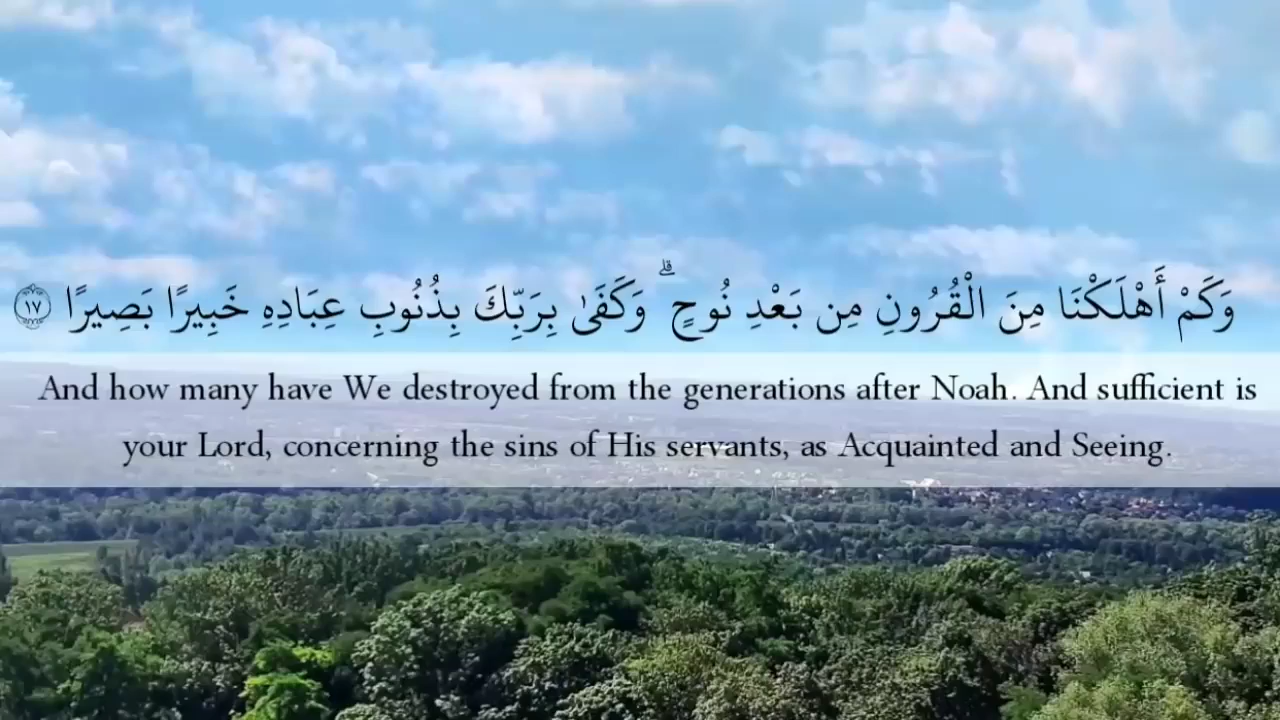 وَكَمْ أَهْلَكْنَا مِنَ الْقُرُونِ مِن بَعْدِ نُوحٍ ۗ وَكَفَىٰ بِرَبِّكَ بِذُنُوبِ عِبَادِهِ خَبِيرًا بَصِيرًا ١٧
And how many have We destroyed from the generations after Noah. And sufficient is
your Lord, concerning the sins of His servants, as Acquainted and Seeing.